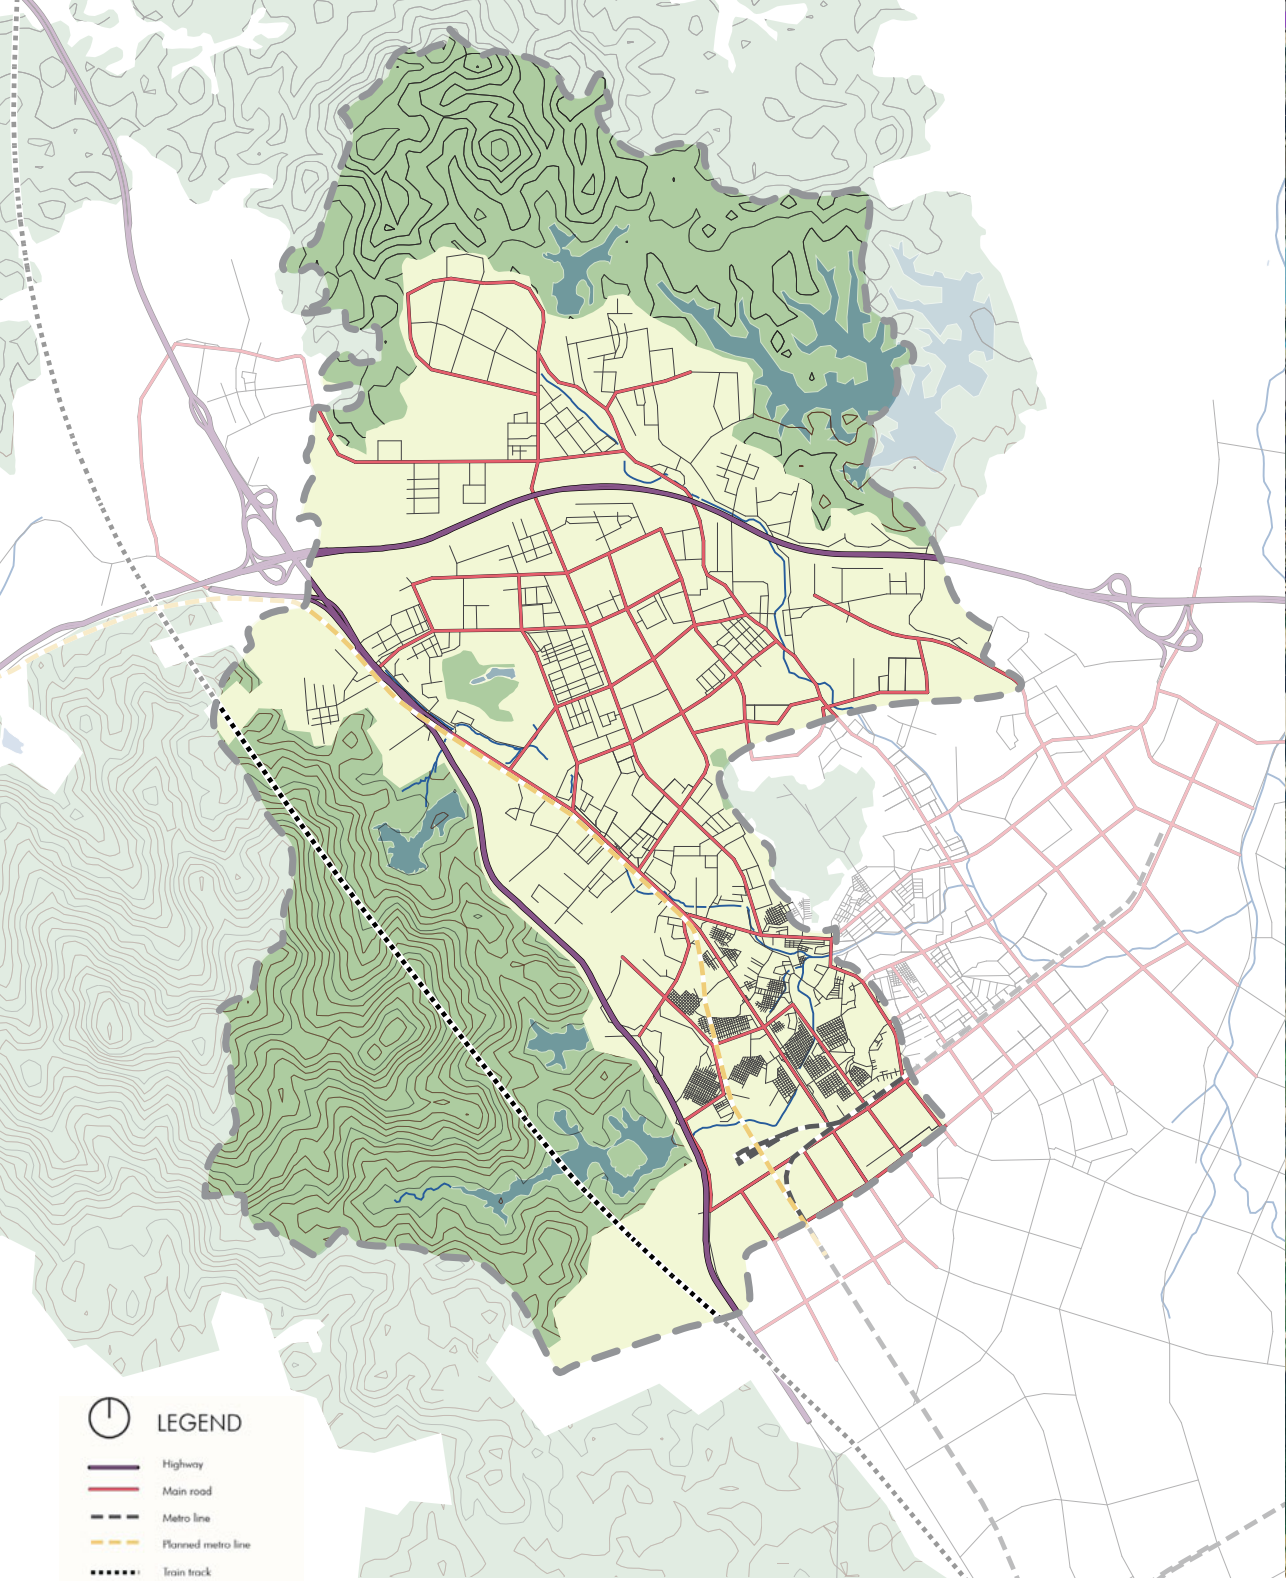 LEGEND
Highway
Main road
Metro line
Planned metro line
Train track